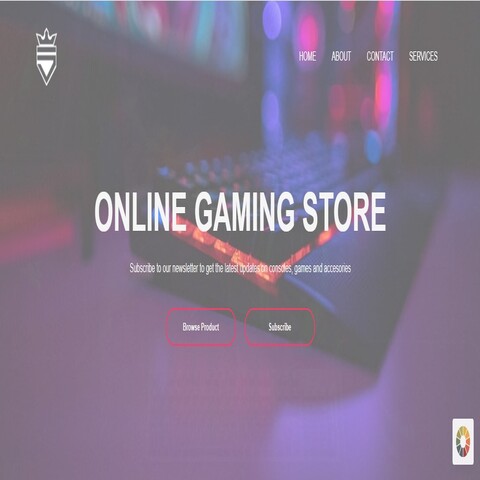 HOME ABOUT CONTACT SERVICES
ONLINE GAMING STORE
Subscribe to our newsletter to get the latest updates on consoles, games and accesories
Browse Product Subscribe